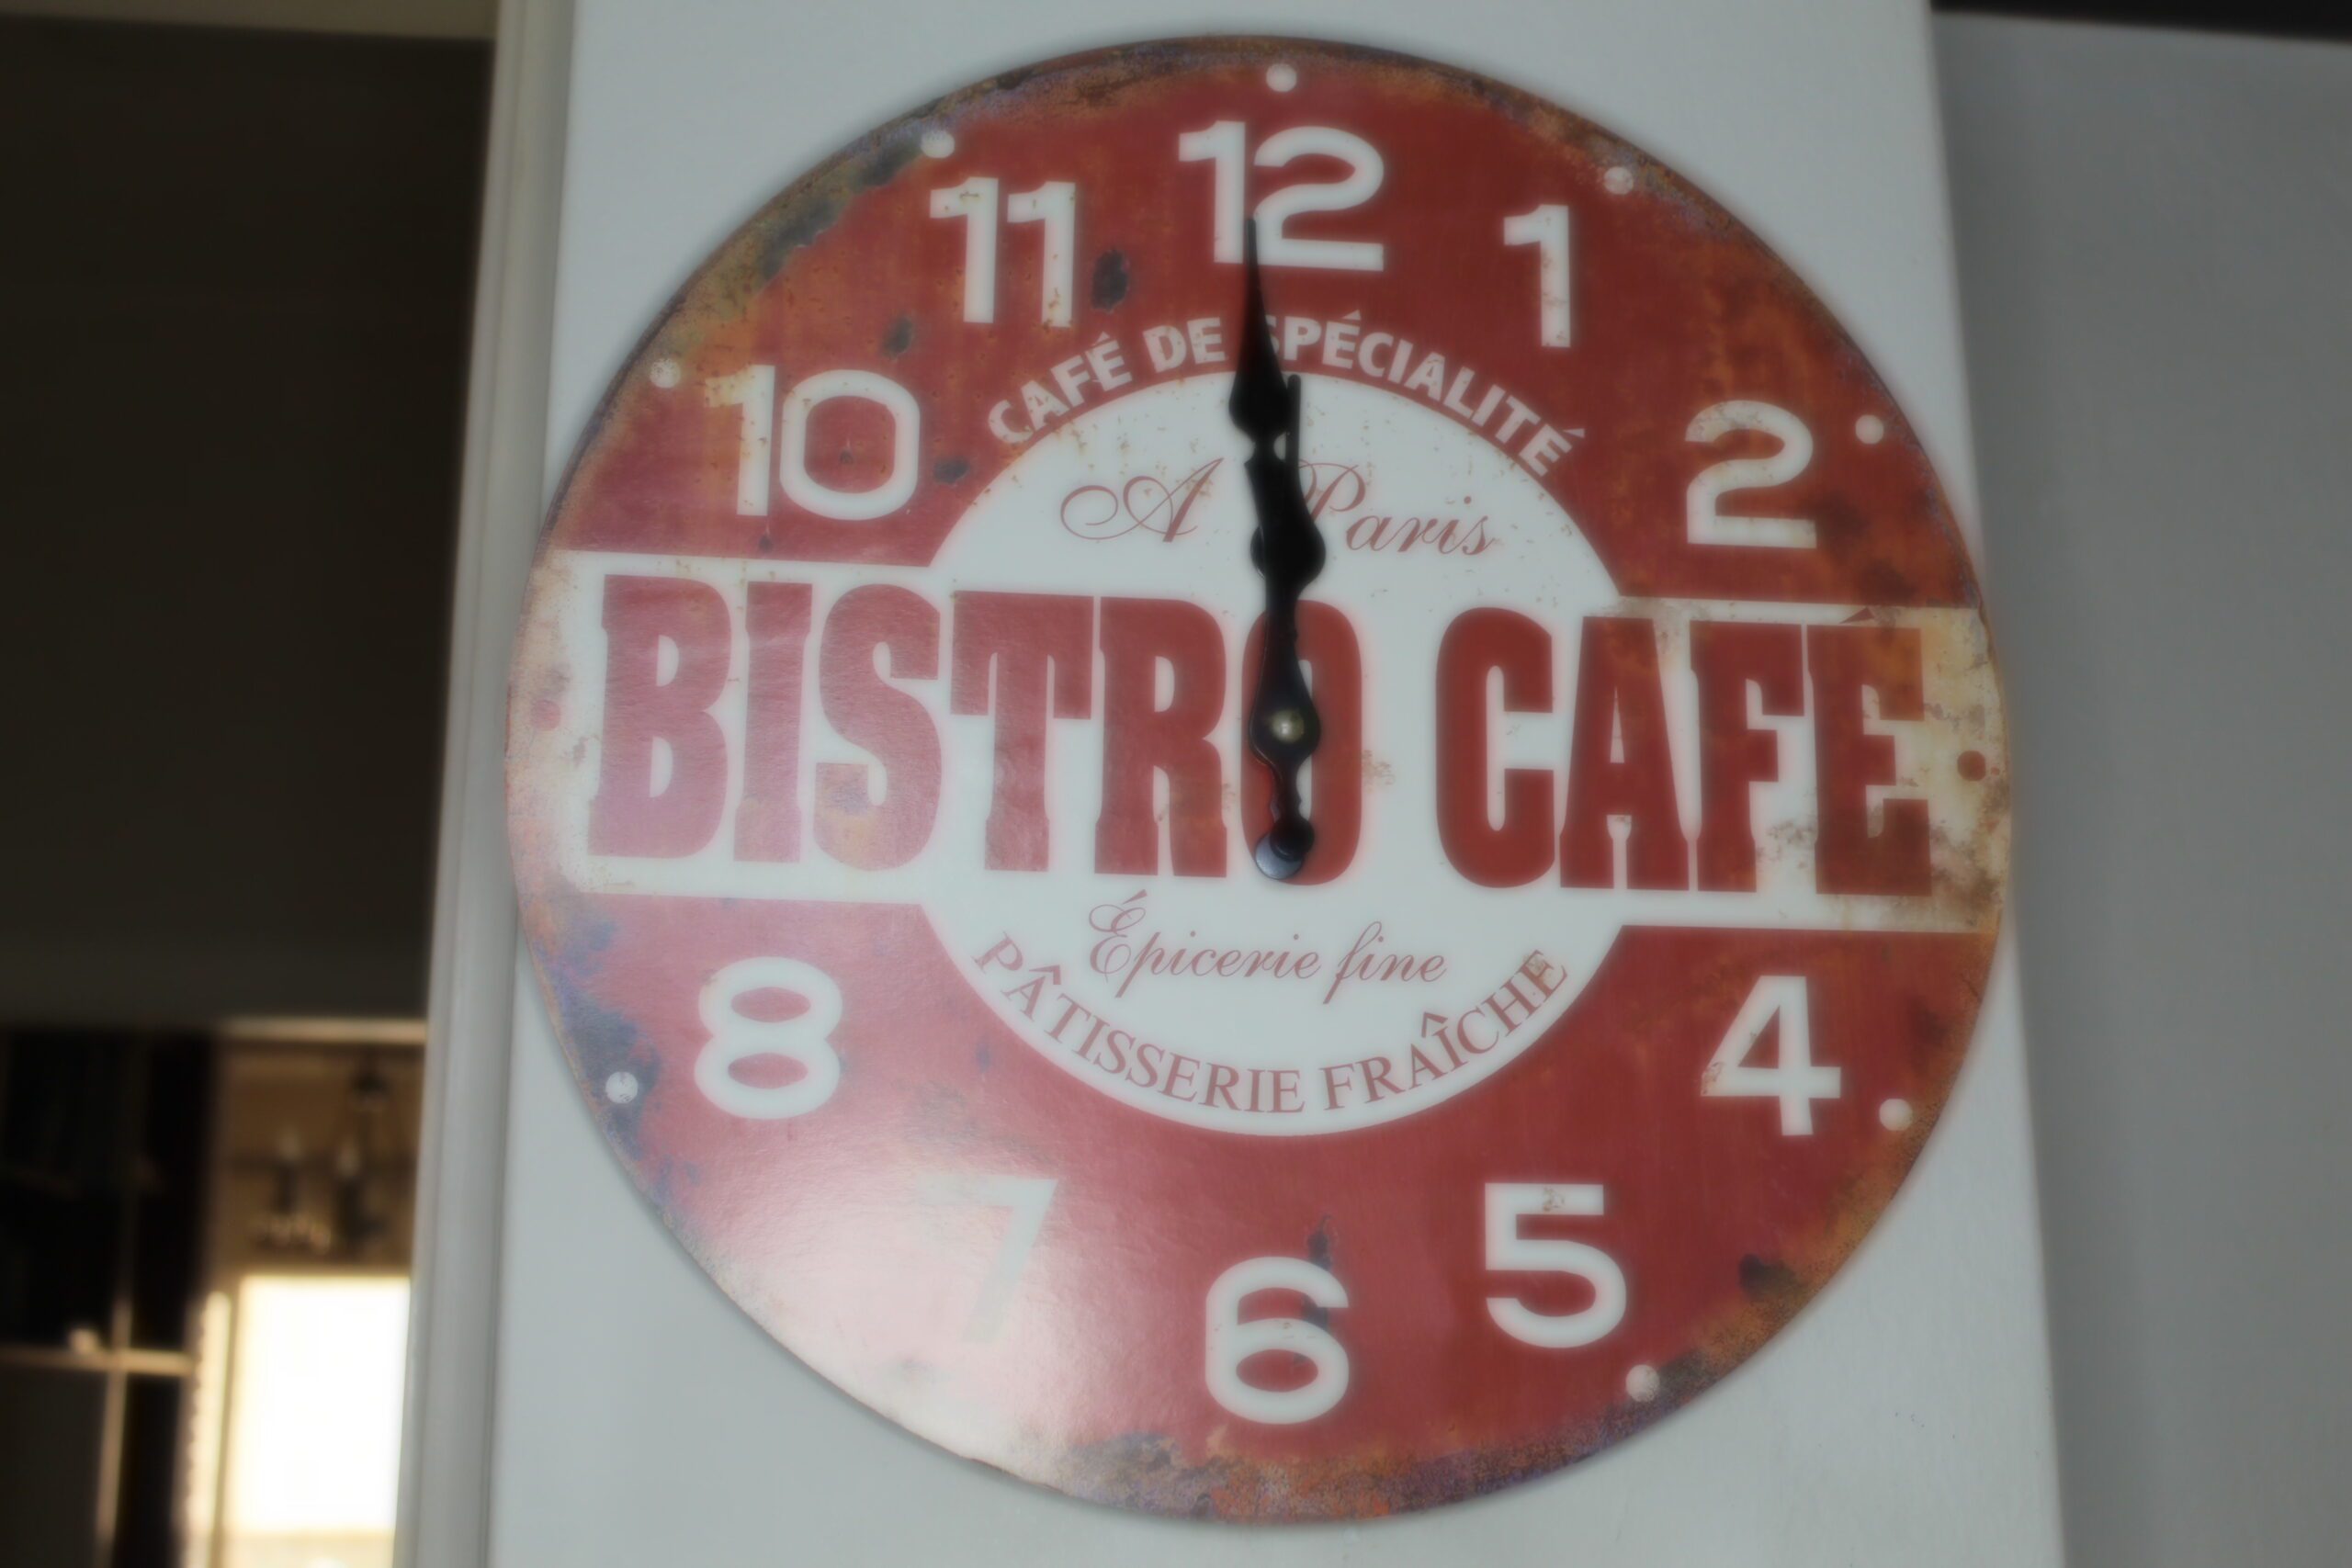 12
11
1
10
2
CAFÉ DE SPÉCIALITÉ
A Paris
BISTRO CAFÉ
Épicerie fine
PÂTISSERIE FRAÎCHE
8
4
7
5
6